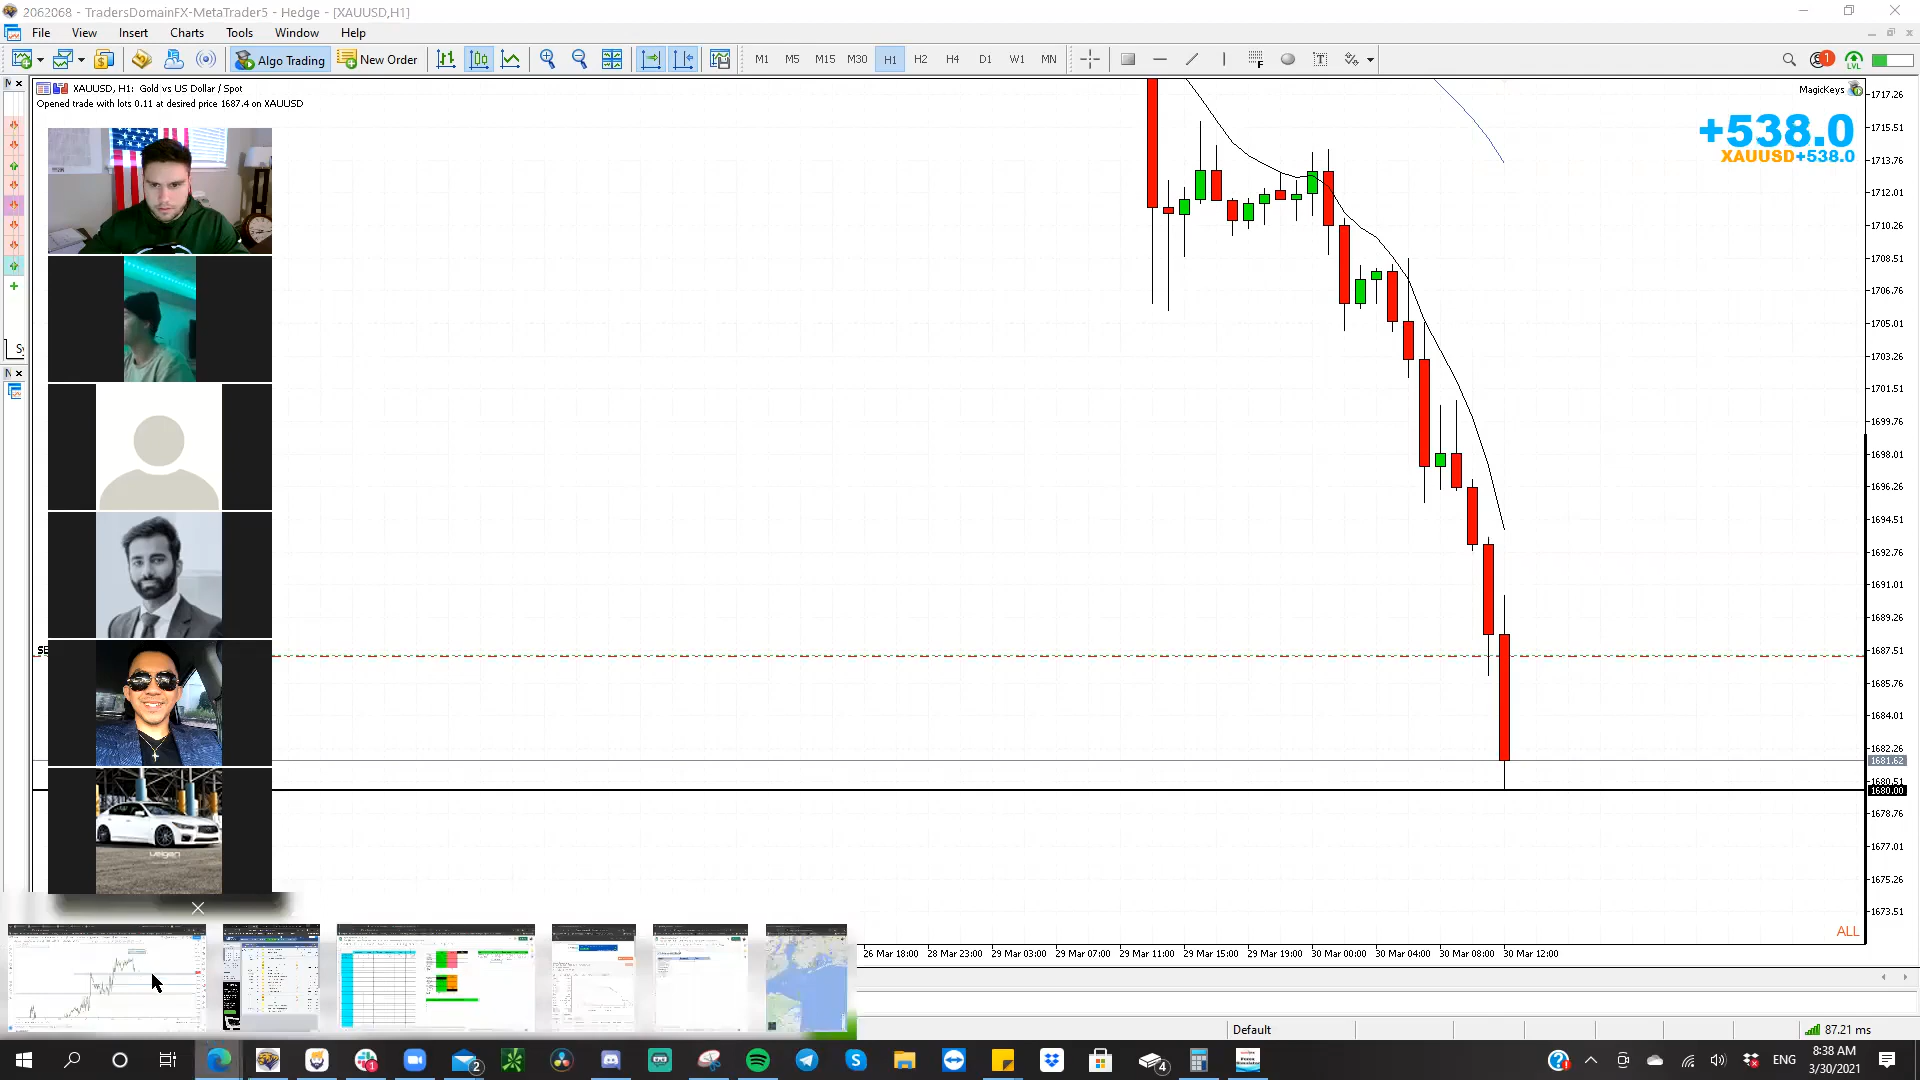 2062068 - TradersDomainFX-MetaTrader5 - Hedge - [XAUUSD,H1]
File View Insert Charts Tools Window Help
Algo Trading New Order M1 M5 M15 M30 H1 H2 H4 D1 W1 MN 1 LVL
XAUUSD, H1: Gold vs US Dollar / Spot
MagicKeys
Opened trade with lots 0.11 at desired price 1687.4 on XAUUSD
+538.0
XAUUSD+538.0
1717.26
1715.51
1713.76
1712.01
1710.26
1708.51
1706.76
1705.01
1703.26
1701.51
1699.76
1698.01
1696.26
1694.51
1692.76
1691.01
1689.26
1687.51
1685.76
1684.01
1682.26
1681.62
1680.51
1680.00
1678.76
1677.01
1675.26
1673.51
ALL
26 Mar 18:00 28 Mar 23:00 29 Mar 03:00 29 Mar 07:00 29 Mar 11:00 29 Mar 15:00 29 Mar 19:00 30 Mar 00:00 30 Mar 04:00 30 Mar 08:00 30 Mar 12:00
Default
87.21 ms
ENG
8:38 AM
3/30/2021